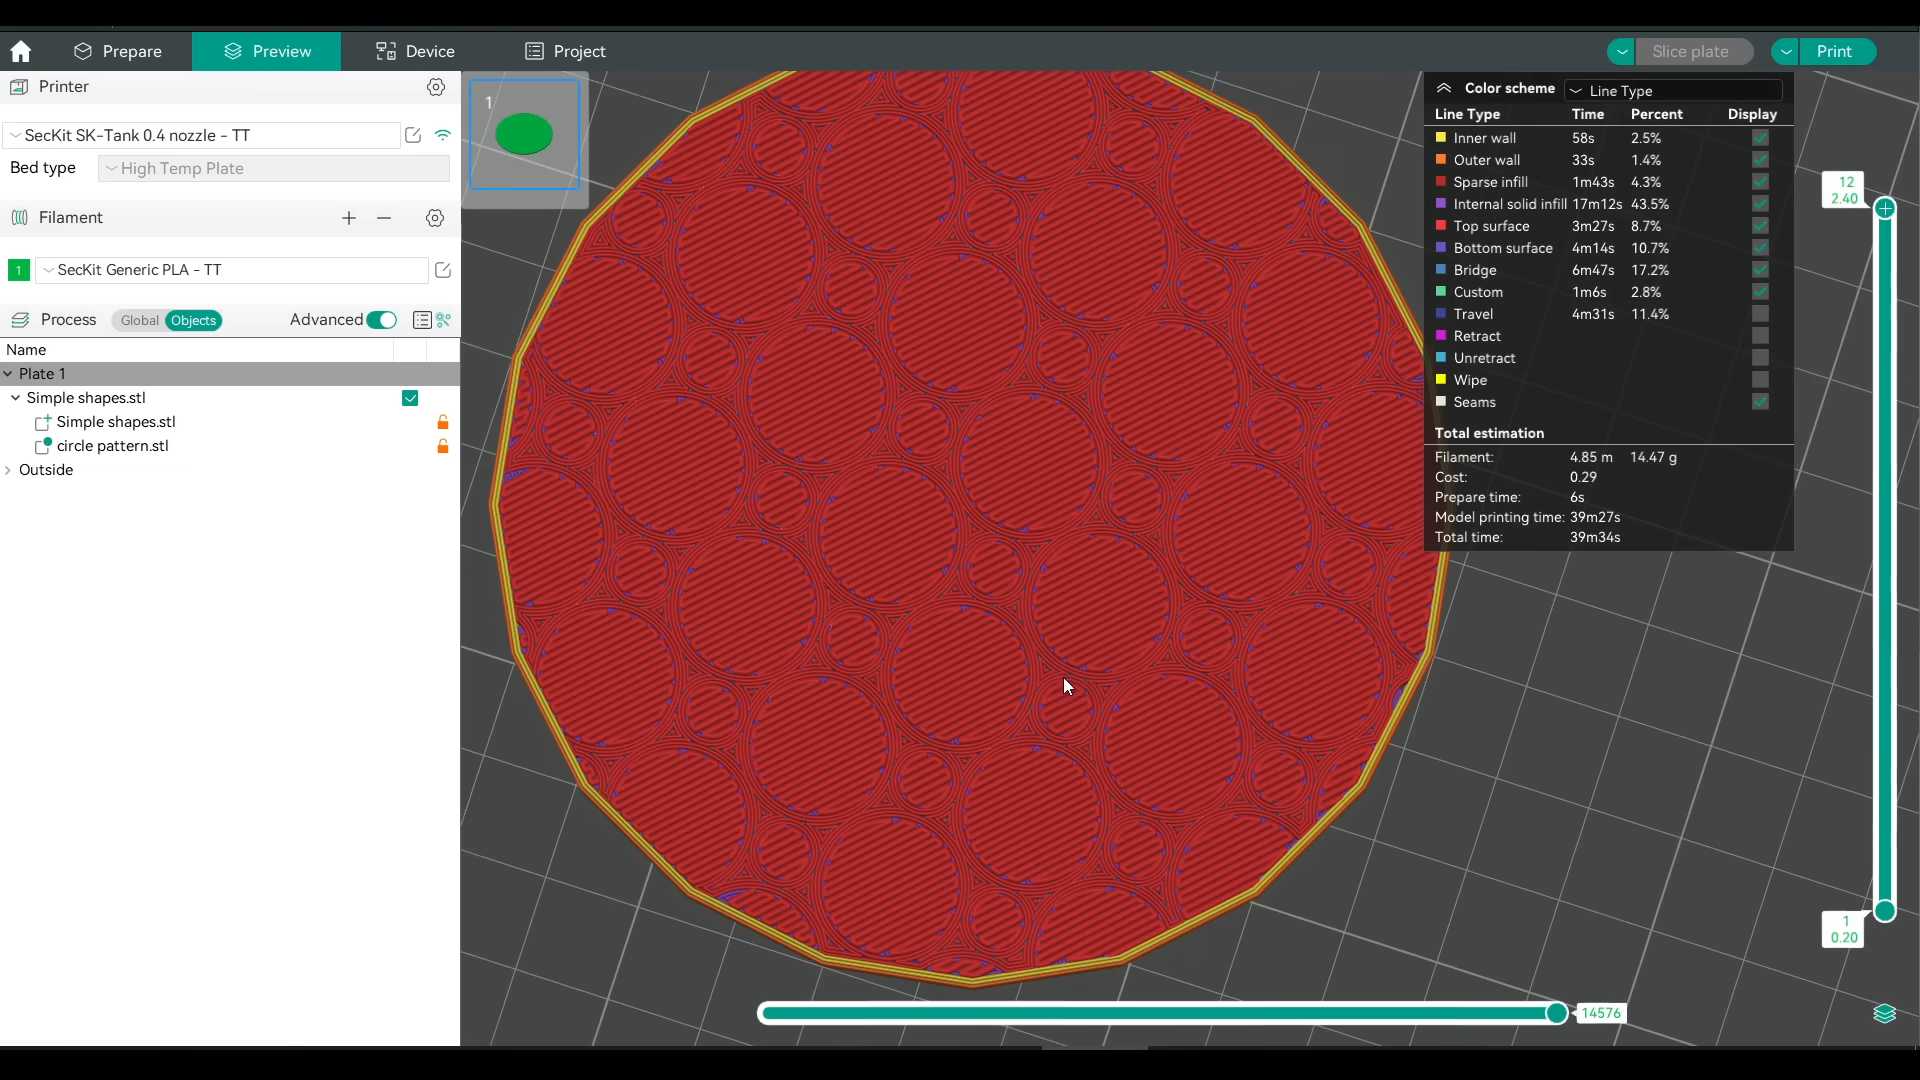 Prepare Preview Device Project Slice plate Print
Printer
SecKit SK-Tank 0.4 nozzle - TT
Bed type High Temp Plate
Filament
1 SecKit Generic PLA - TT
Process Global Objects Advanced
Name
Plate 1
Simple shapes.stl
Simple shapes.stl
circle pattern.stl
Outside
1
Color scheme Line Type
Line Type Time Percent Display
Inner wall 58s 2.5%
Outer wall 33s 1.4%
Sparse infill 1m43s 4.3%
Internal solid infill 17m12s 43.5%
Top surface 3m27s 8.7%
Bottom surface 4m14s 10.7%
Bridge 6m47s 17.2%
Custom 1m6s 2.8%
Travel 4m31s 11.4%
Retract
Unretract
Wipe
Seams
Total estimation
Filament: 4.85 m 14.47 g
Cost: 0.29
Prepare time: 6s
Model printing time: 39m27s
Total time: 39m34s
12
2.40
1
0.20
14576